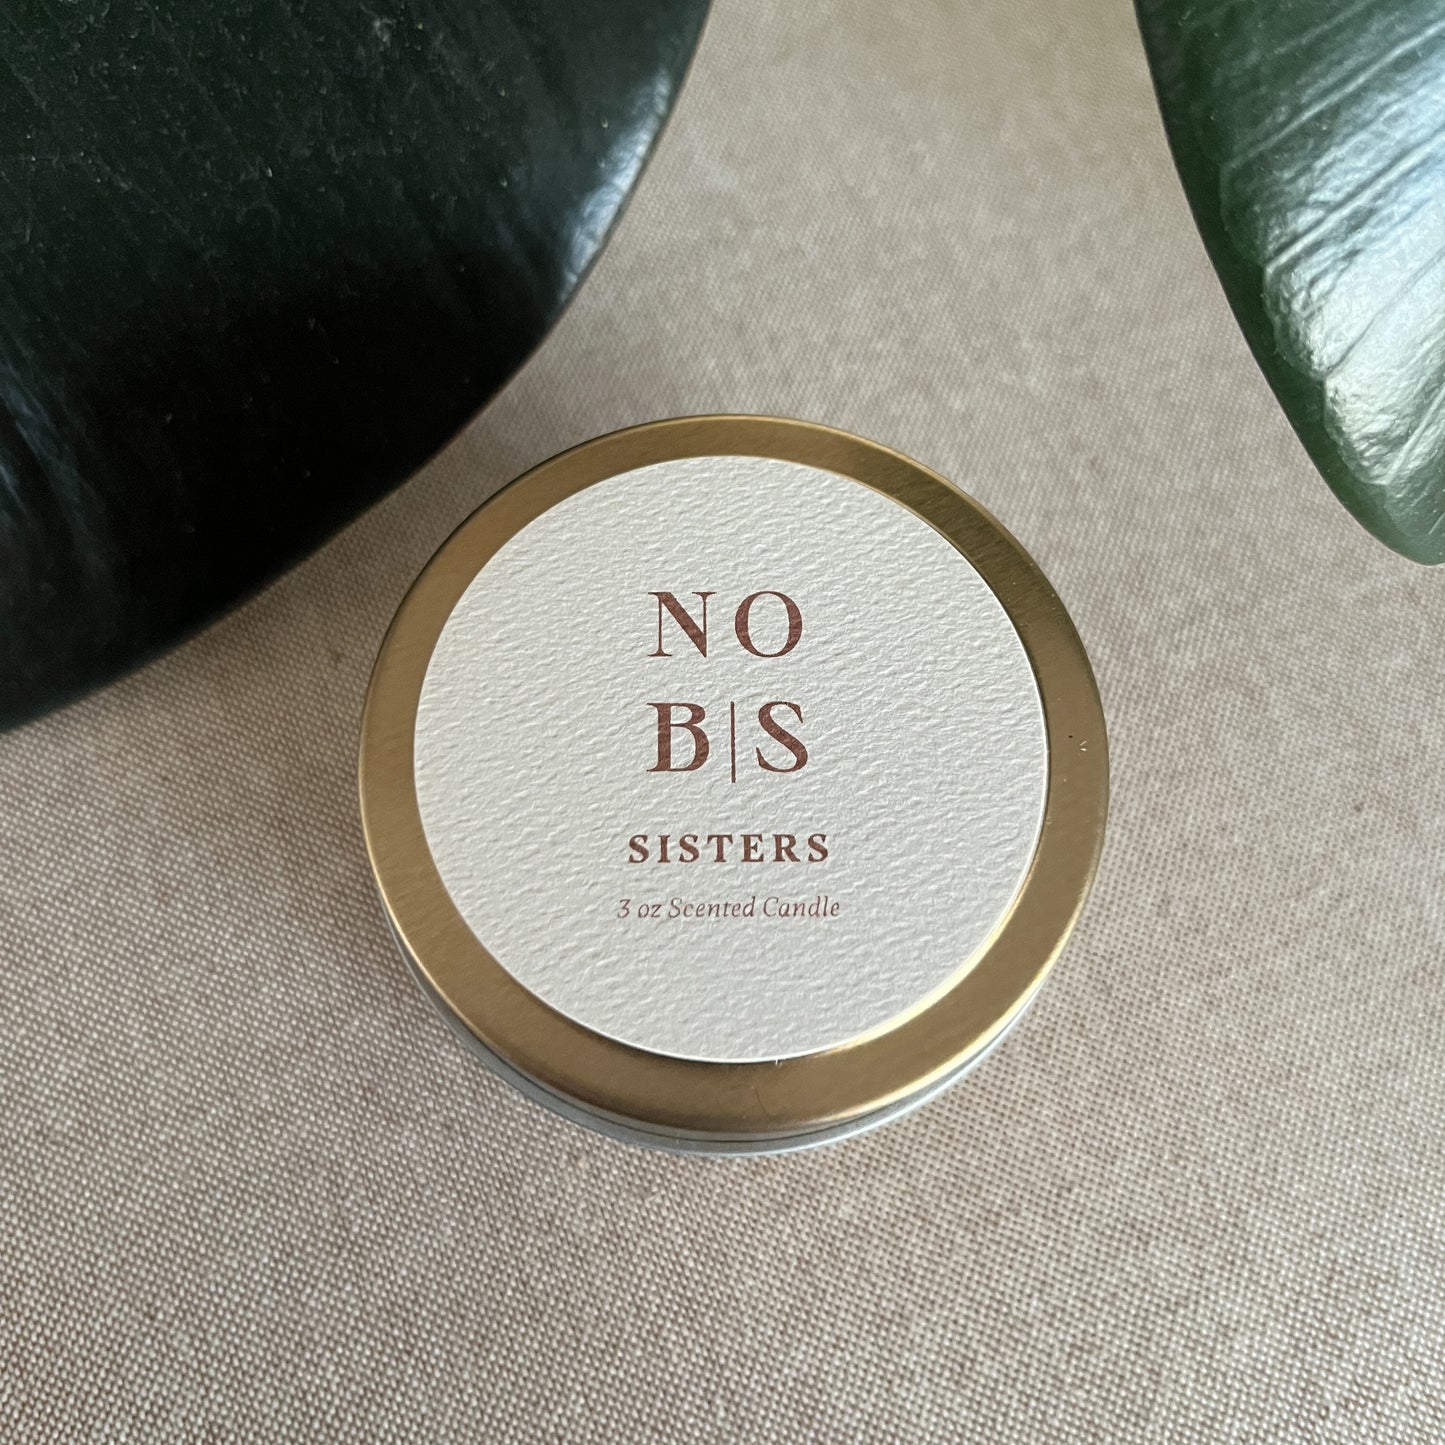 NO
B|S
SISTERS
3 oz Scented Candle